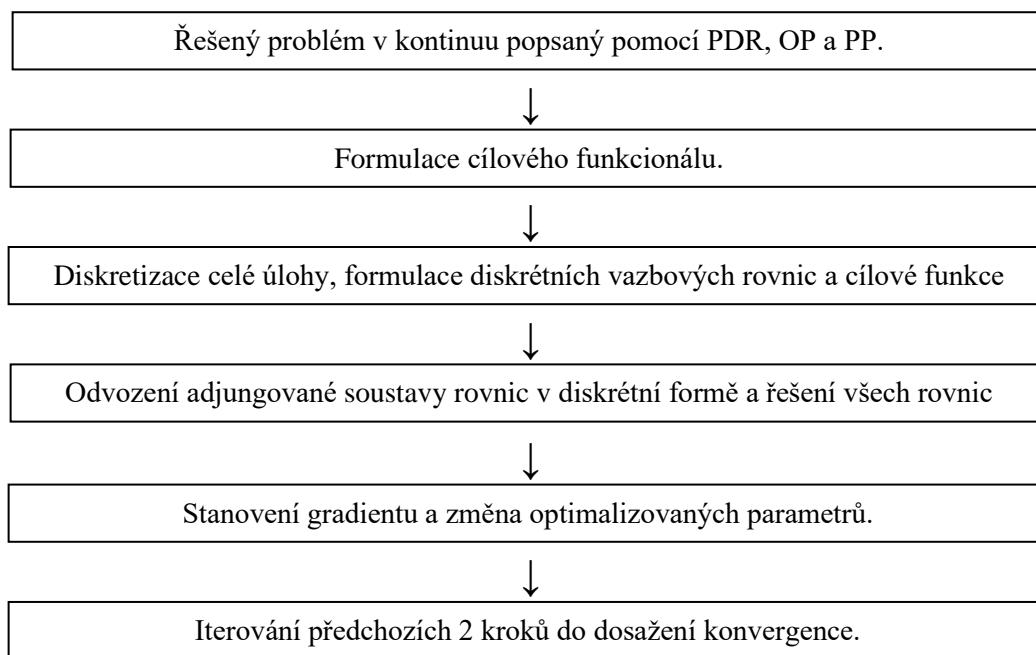 Řešený problém v kontinuu popsaný pomocí PDR, OP a PP.
Formulace cílového funkcionálu.
Diskretizace celé úlohy, formulace diskrétních vazbových rovnic a cílové funkce
Odvození adjungované soustavy rovnic v diskrétní formě a řešení všech rovnic
Stanovení gradientu a změna optimalizovaných parametrů.
Iterování předchozích 2 kroků do dosažení konvergence.